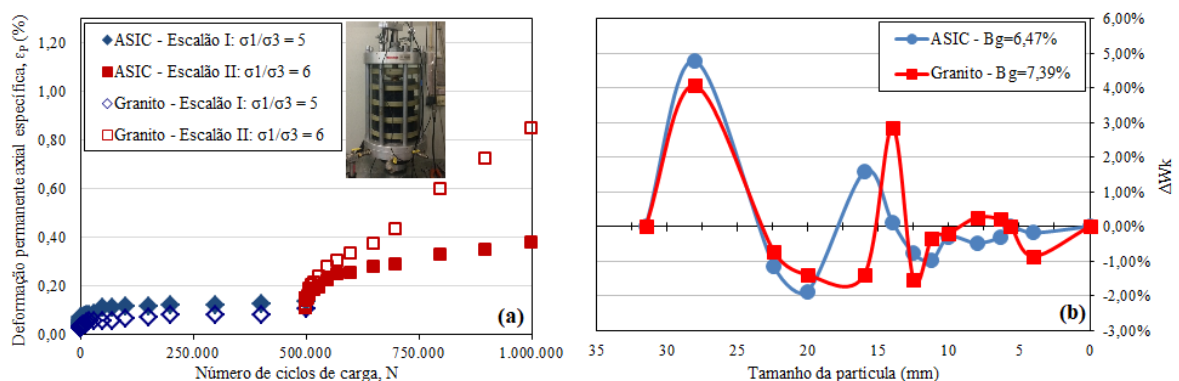 Deformação permanente axial específica, εP (%)
1,20
1,00
0,80
0,60
0,40
0,20
0,00
ASIC - Escalão I: σ1/σ3 = 5
ASIC - Escalão II: σ1/σ3 = 6
Granito - Escalão I: σ1/σ3 = 5
Granito - Escalão II: σ1/σ3 = 6
(a)
0 250.000 500.000 750.000 1.000.000
Número de ciclos de carga, N
ASIC - Bg=6,47%
Granito - Bg=7,39%
6,00%
5,00%
4,00%
3,00%
2,00%
1,00%
0,00%
-1,00%
-2,00%
-3,00%
ΔWk
(b)
35 30 25 20 15 10 5 0
Tamanho da particula (mm)